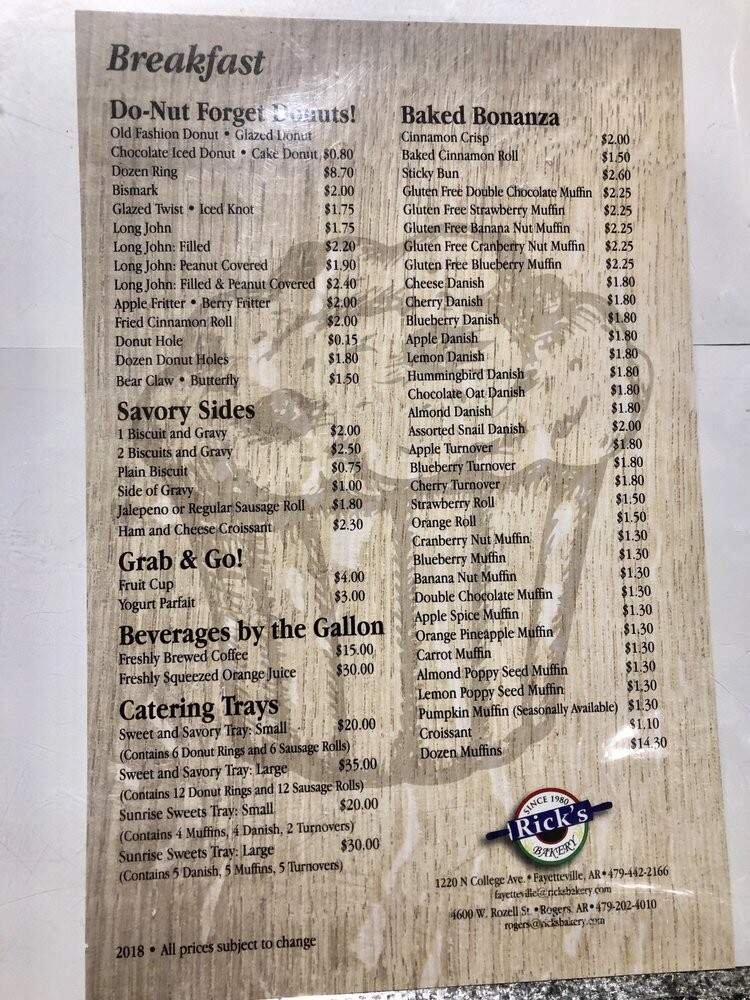 Breakfast
Do-Nut Forget Donuts!
Old Fashion Donut • Glazed Donut
Chocolate Iced Donut • Cake Donut $0.80
Dozen Ring $8.70
Bismark $2.00
Glazed Twist • Iced Knot $1.75
Long John $1.75
Long John: Filled $2.20
Long John: Peanut Covered $1.90
Long John: Filled & Peanut Covered $2.40
Apple Fritter • Berry Fritter $2.00
Fried Cinnamon Roll $2.00
Donut Hole $0.15
Dozen Donut Holes $1.80
Bear Claw • Butterfly $1.50
Savory Sides
1 Biscuit and Gravy $2.00
2 Biscuits and Gravy $2.50
Plain Biscuit $0.75
Side of Gravy $1.00
Jalepeno or Regular Sausage Roll $1.80
Ham and Cheese Croissant $2.30
Grab & Go!
Fruit Cup $4.00
Yogurt Parfait $3.00
Beverages by the Gallon
Freshly Brewed Coffee $15.00
Freshly Squeezed Orange Juice $30.00
Catering Trays
Sweet and Savory Tray: Small $20.00
(Contains 6 Donut Rings and 6 Sausage Rolls)
Sweet and Savory Tray: Large $35.00
(Contains 12 Donut Rings and 12 Sausage Rolls)
Sunrise Sweets Tray: Small $20.00
(Contains 4 Muffins, 4 Danish, 2 Turnovers)
Sunrise Sweets Tray: Large $30.00
(Contains 5 Danish, 5 Muffins, 5 Turnovers)
2018 • All prices subject to change
Baked Bonanza
Cinnamon Crisp $2.00
Baked Cinnamon Roll $1.50
Sticky Bun $2.60
Gluten Free Double Chocolate Muffin $2.25
Gluten Free Strawberry Muffin $2.25
Gluten Free Banana Nut Muffin $2.25
Gluten Free Cranberry Nut Muffin $2.25
Gluten Free Blueberry Muffin $2.25
Cheese Danish $1.80
Cherry Danish $1.80
Blueberry Danish $1.80
Apple Danish $1.80
Lemon Danish $1.80
Hummingbird Danish $1.80
Chocolate Oat Danish $1.80
Almond Danish $1.80
Assorted Snail Danish $2.00
Apple Turnover $1.80
Blueberry Turnover $1.80
Cherry Turnover $1.80
Strawberry Roll $1.50
Orange Roll $1.50
Cranberry Nut Muffin $1.30
Blueberry Muffin $1.30
Banana Nut Muffin $1.30
Double Chocolate Muffin $1.30
Apple Spice Muffin $1.30
Orange Pineapple Muffin $1.30
Carrot Muffin $1.30
Almond Poppy Seed Muffin $1.30
Lemon Poppy Seed Muffin $1.30
Pumpkin Muffin (Seasonally Available) $1.30
Croissant $1.10
Dozen Muffins $14.30
SINCE 1980
Rick's
BAKERY
1220 N College Ave. • Fayetteville, AR • 479-442-2166
fayetteville@ricksbakery.com
4600 W. Rozell St. • Rogers, AR • 479-202-4010
rogers@ricksbakery.com